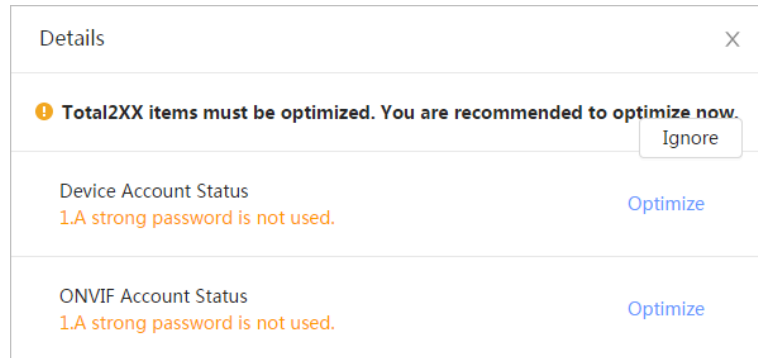 Details
Total2XX items must be optimized. You are recommended to optimize now.
Ignore
Device Account Status
1.A strong password is not used.
Optimize
ONVIF Account Status
1.A strong password is not used.
Optimize